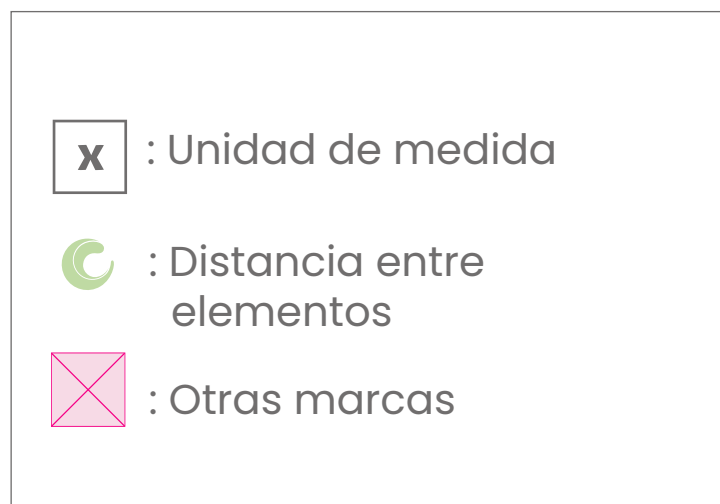 x : Unidad de medida
: Distancia entre
elementos
: Otras marcas